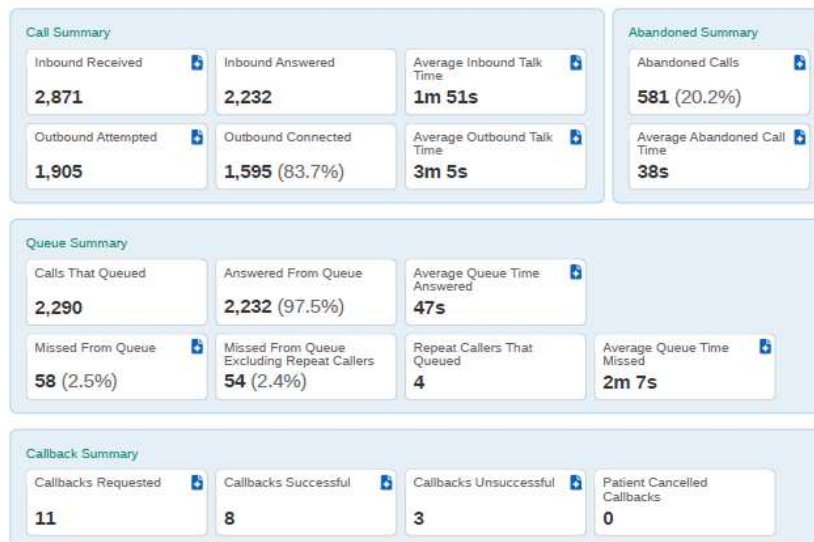 Call Summary
Abandoned Summary
Inbound Received
Inbound Answered
Average Inbound Talk
Time
Abandoned Calls
2,871
2,232
1m 51s
581 (20.2%)
Outbound Attempted
Outbound Connected
Average Outbound Talk
Time
Average Abandoned Call
Time
1,905
1,595 (83.7%)
3m 5s
38s
Queue Summary
Calls That Queued
Answered From Queue
Average Queue Time
Answered
2,290
2,232 (97.5%)
47s
Missed From Queue
Missed From Queue
Excluding Repeat Callers
Repeat Callers That
Queued
Average Queue Time
Missed
58 (2.5%)
54 (2.4%)
4
2m 7s
Callback Summary
Callbacks Requested
Callbacks Successful
Callbacks Unsuccessful
Patient Cancelled
Callbacks
11
8
3
0